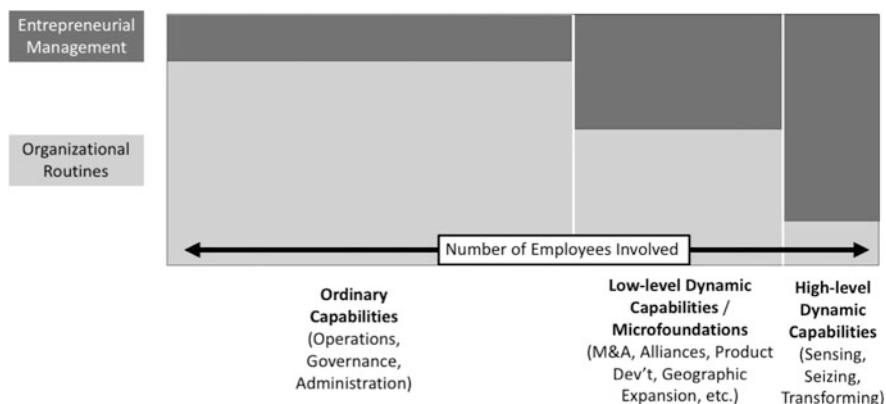 Entrepreneurial
Management
Organizational
Routines
Number of Employees Involved
Ordinary
Capabilities
(Operations,
Governance,
Administration)
Low-level Dynamic
Capabilities /
Microfoundations
(M&A, Alliances, Product
Dev't, Geographic
Expansion, etc.)
High-level
Dynamic
Capabilities
(Sensing,
Seizing,
Transforming)